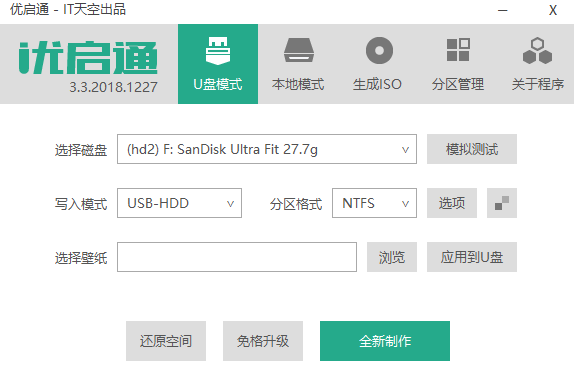 优启通 - IT天空出品
优启通
3.3.2018.1227
U盘模式 本地模式 生成ISO 分区管理 关于程序
选择磁盘 (hd2) F: SanDisk Ultra Fit 27.7g 模拟测试
写入模式 USB-HDD 分区格式 NTFS 选项
选择壁纸 浏览 应用到U盘
还原空间 免格升级 全新制作